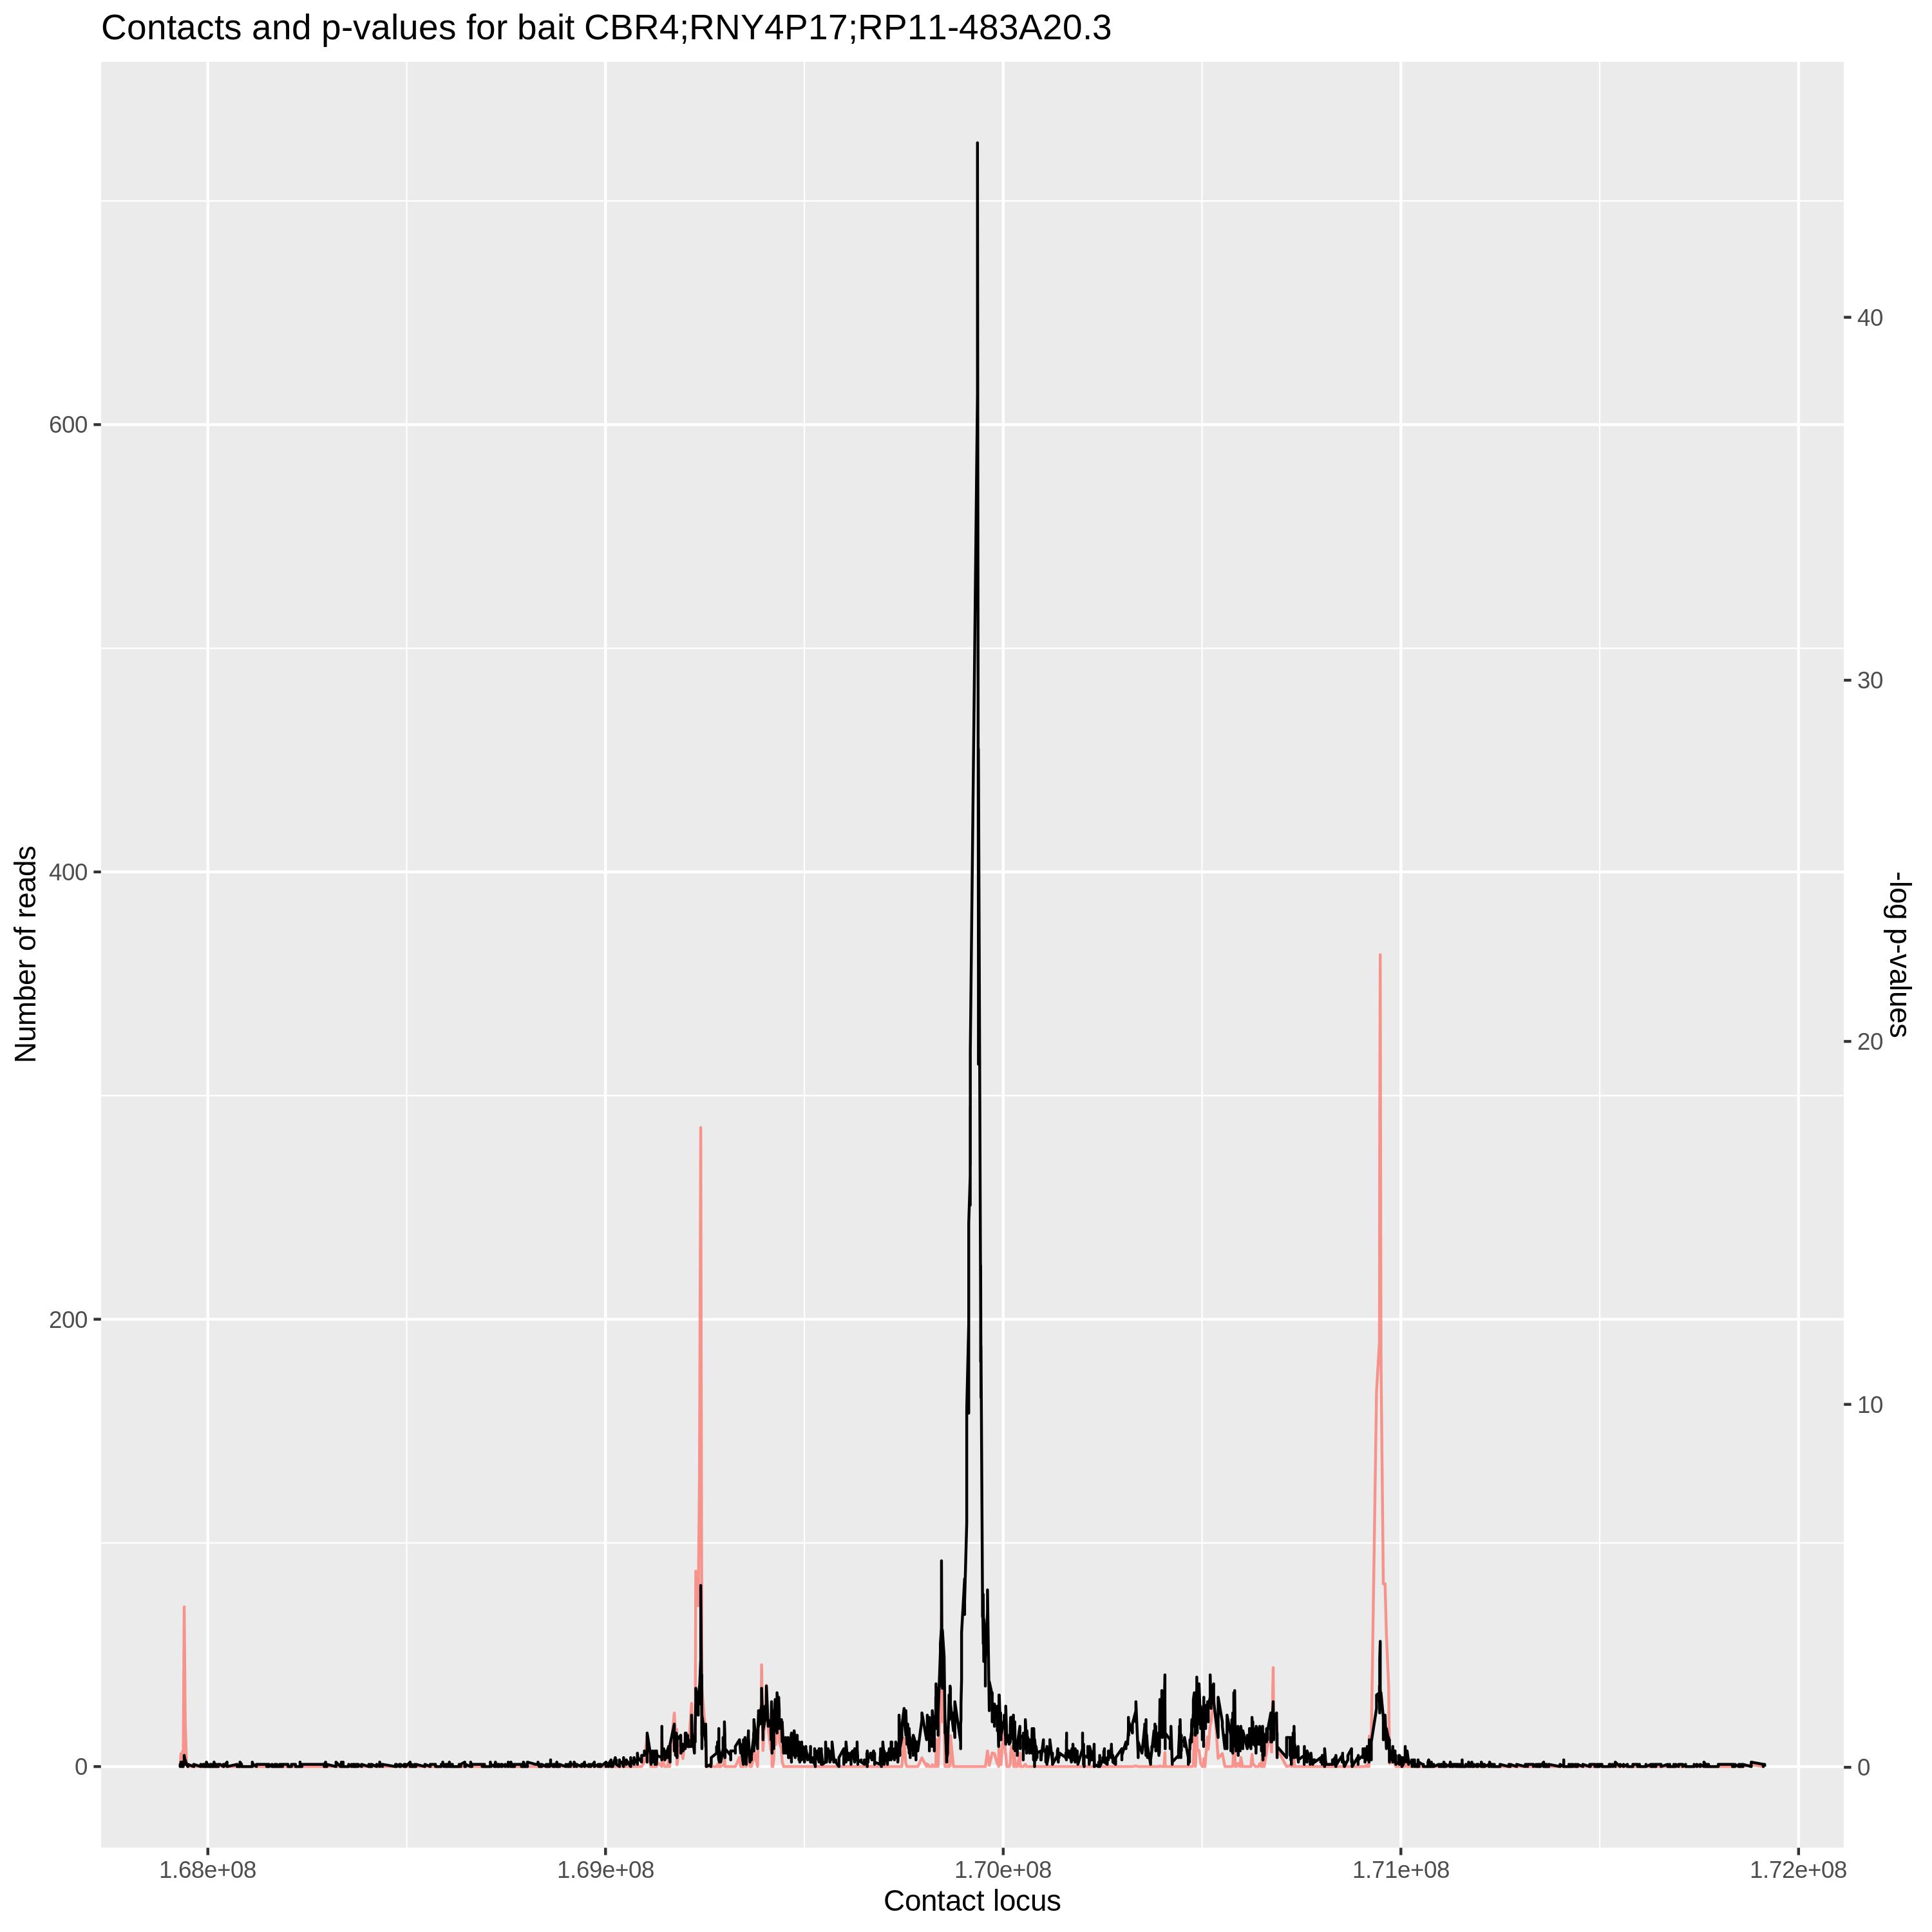 Contacts and p-values for bait CBR4;RNY4P17;RP11-483A20.3
Number of reads
600
400
200
0
40
30
20
10
0
-log p-values
1.68e+08 1.69e+08 1.70e+08 1.71e+08 1.72e+08
Contact locus